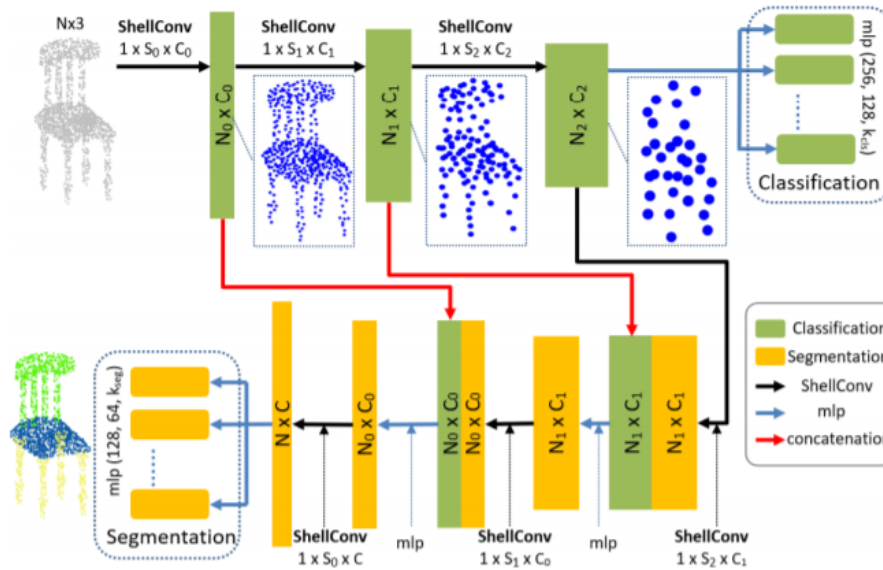 Nx3
ShellConv
1 x S₀ x C₀
ShellConv
1 x S₁ x C₁
ShellConv
1 x S₂ x C₂
N₀ x C₀
N₁ x C₁
N₂ x C₂
mlp (256, 128, k_cls)
Classification
Classification
Segmentation
ShellConv
mlp
concatenation
mlp (128, 64, k_seg)
Segmentation
N x C
N₀ x C₀
N₀ x C₀
N₀ x C₀
N₁ x C₁
N₁ x C₁
N₁ x C₁
ShellConv
1 x S₀ x C
mlp
ShellConv
1 x S₁ x C₀
mlp
ShellConv
1 x S₂ x C₁